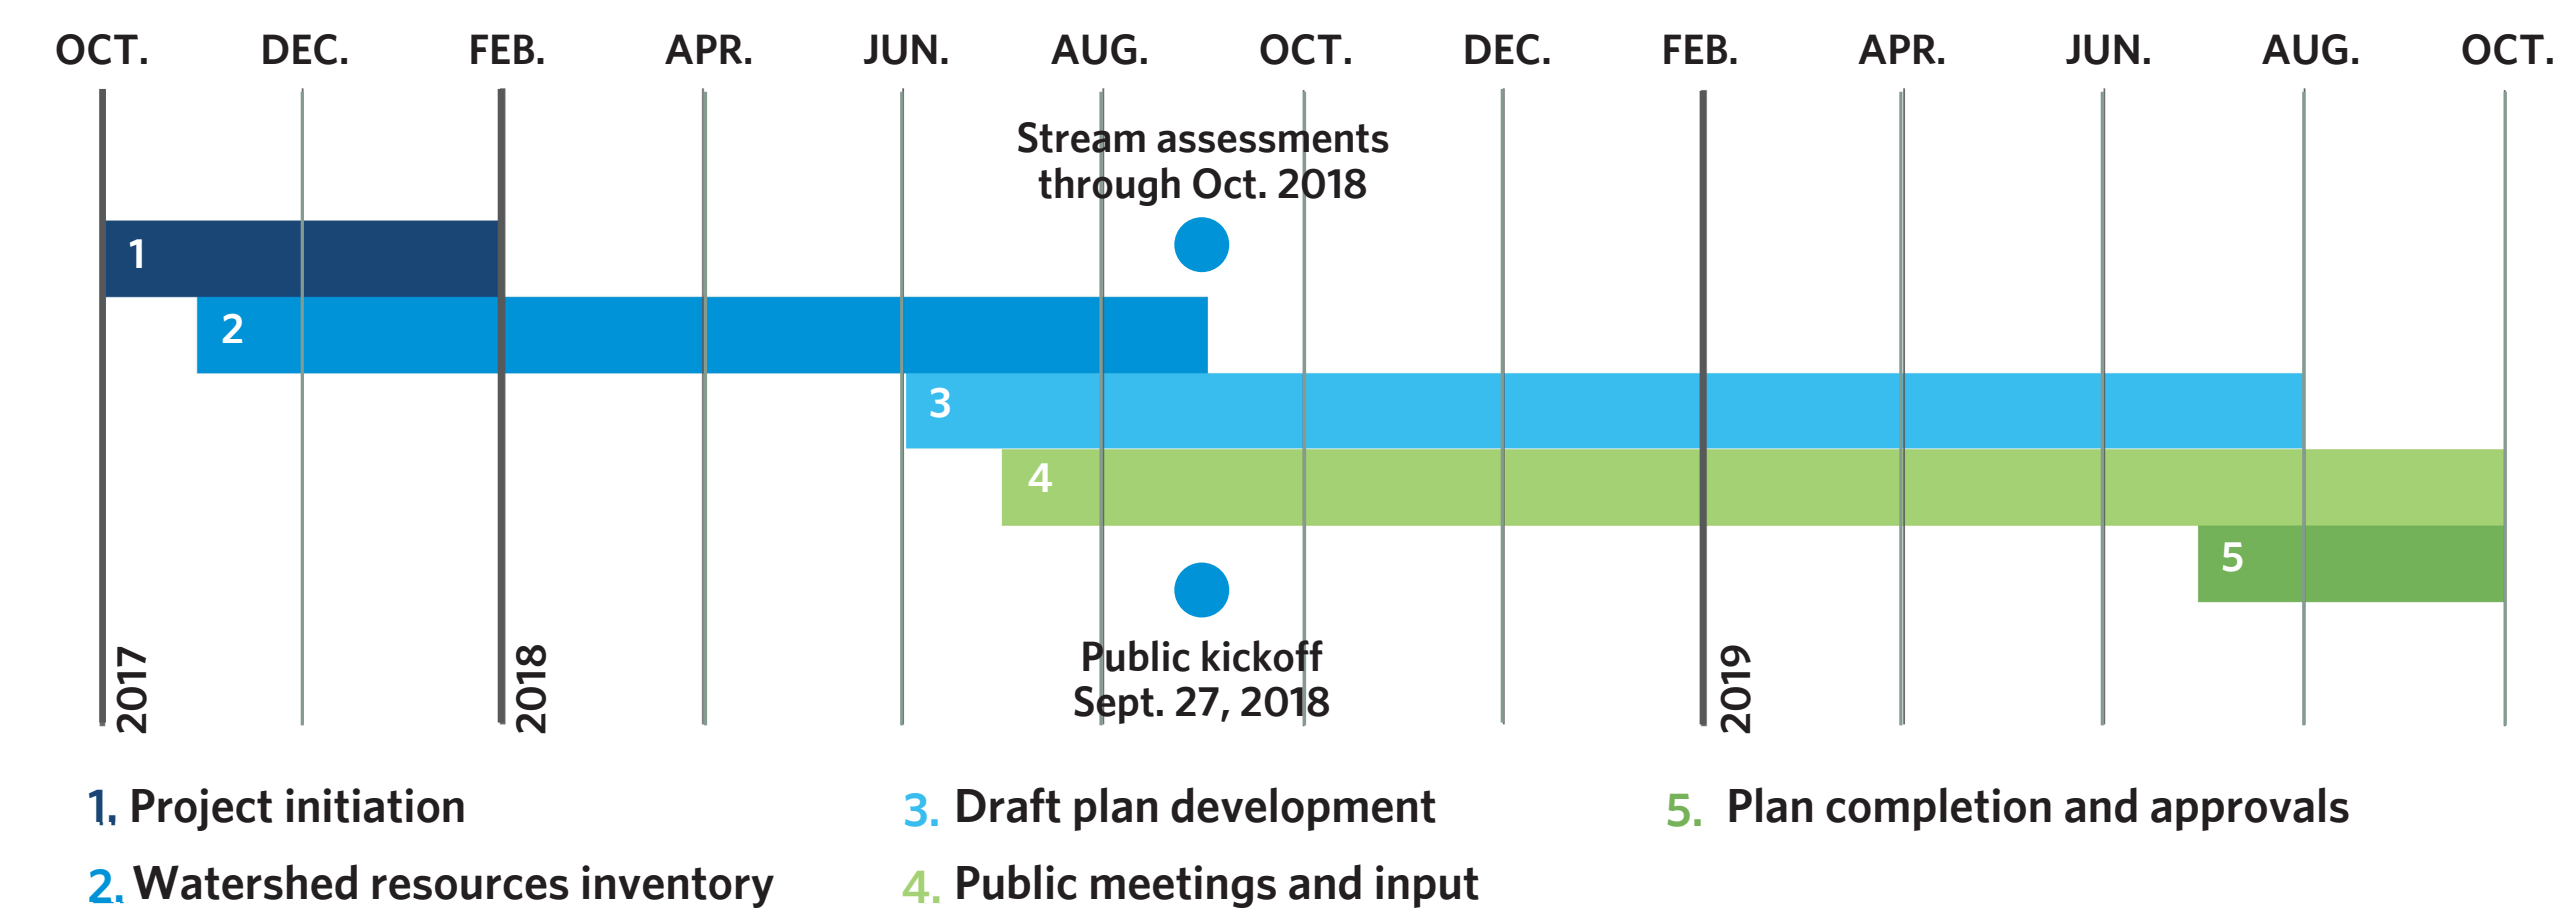 OCT. DEC. FEB. APR. JUN. AUG. OCT. DEC. FEB. APR. JUN. AUG. OCT.
Stream assessments
through Oct. 2018
1
2
3
4
5
Public kickoff
Sept. 27, 2018
2017
2018
2019
1. Project initiation
2. Watershed resources inventory
3. Draft plan development
4. Public meetings and input
5. Plan completion and approvals